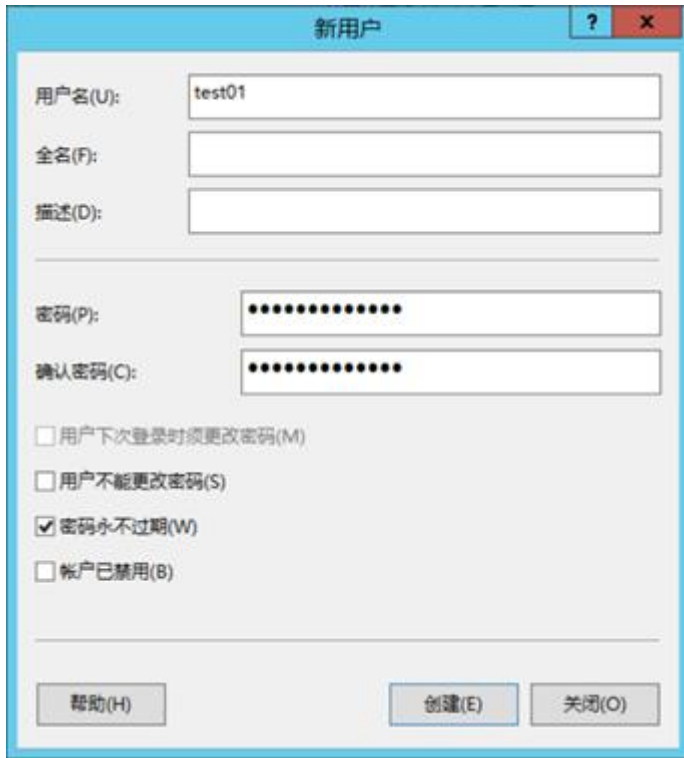 新用户
?
x
用户名(U): test01
全名(F):
描述(D):
密码(P): ●●●●●●●●●●●●●
确认密码(C): ●●●●●●●●●●●●●
用户下次登录时须更改密码(M)
用户不能更改密码(S)
密码永不过期(W)
帐户已禁用(B)
帮助(H) 创建(E) 关闭(O)